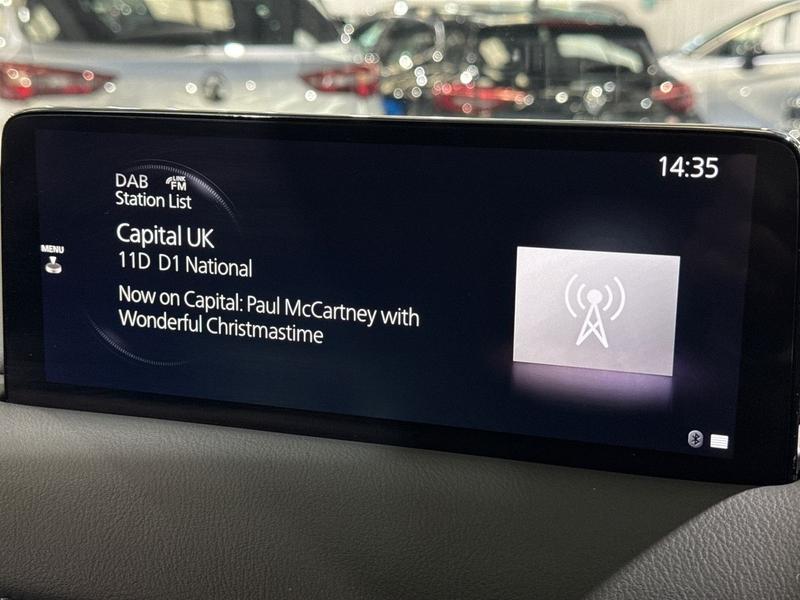 14:35
DAB LINK FM
Station List
Capital UK
MENU
11D D1 National
Now on Capital: Paul McCartney with
Wonderful Christmastime